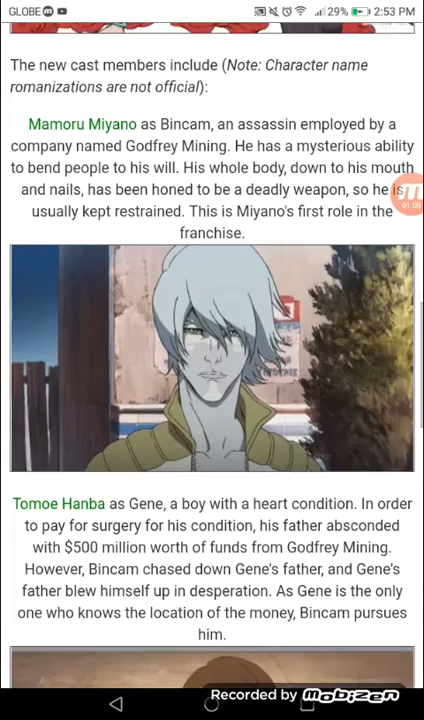 GLOBE 29% 2:53 PM
The new cast members include (Note: Character name
romanizations are not official):
Mamoru Miyano as Bincam, an assassin employed by a
company named Godfrey Mining. He has a mysterious ability
to bend people to his will. His whole body, down to his mouth
and nails, has been honed to be a deadly weapon, so he is
usually kept restrained. This is Miyano's first role in the
franchise.
01:00
Tomoe Hanba as Gene, a boy with a heart condition. In order
to pay for surgery for his condition, his father absconded
with $500 million worth of funds from Godfrey Mining.
However, Bincam chased down Gene's father, and Gene's
father blew himself up in desperation. As Gene is the only
one who knows the location of the money, Bincam pursues
him.
Recorded by mobizen